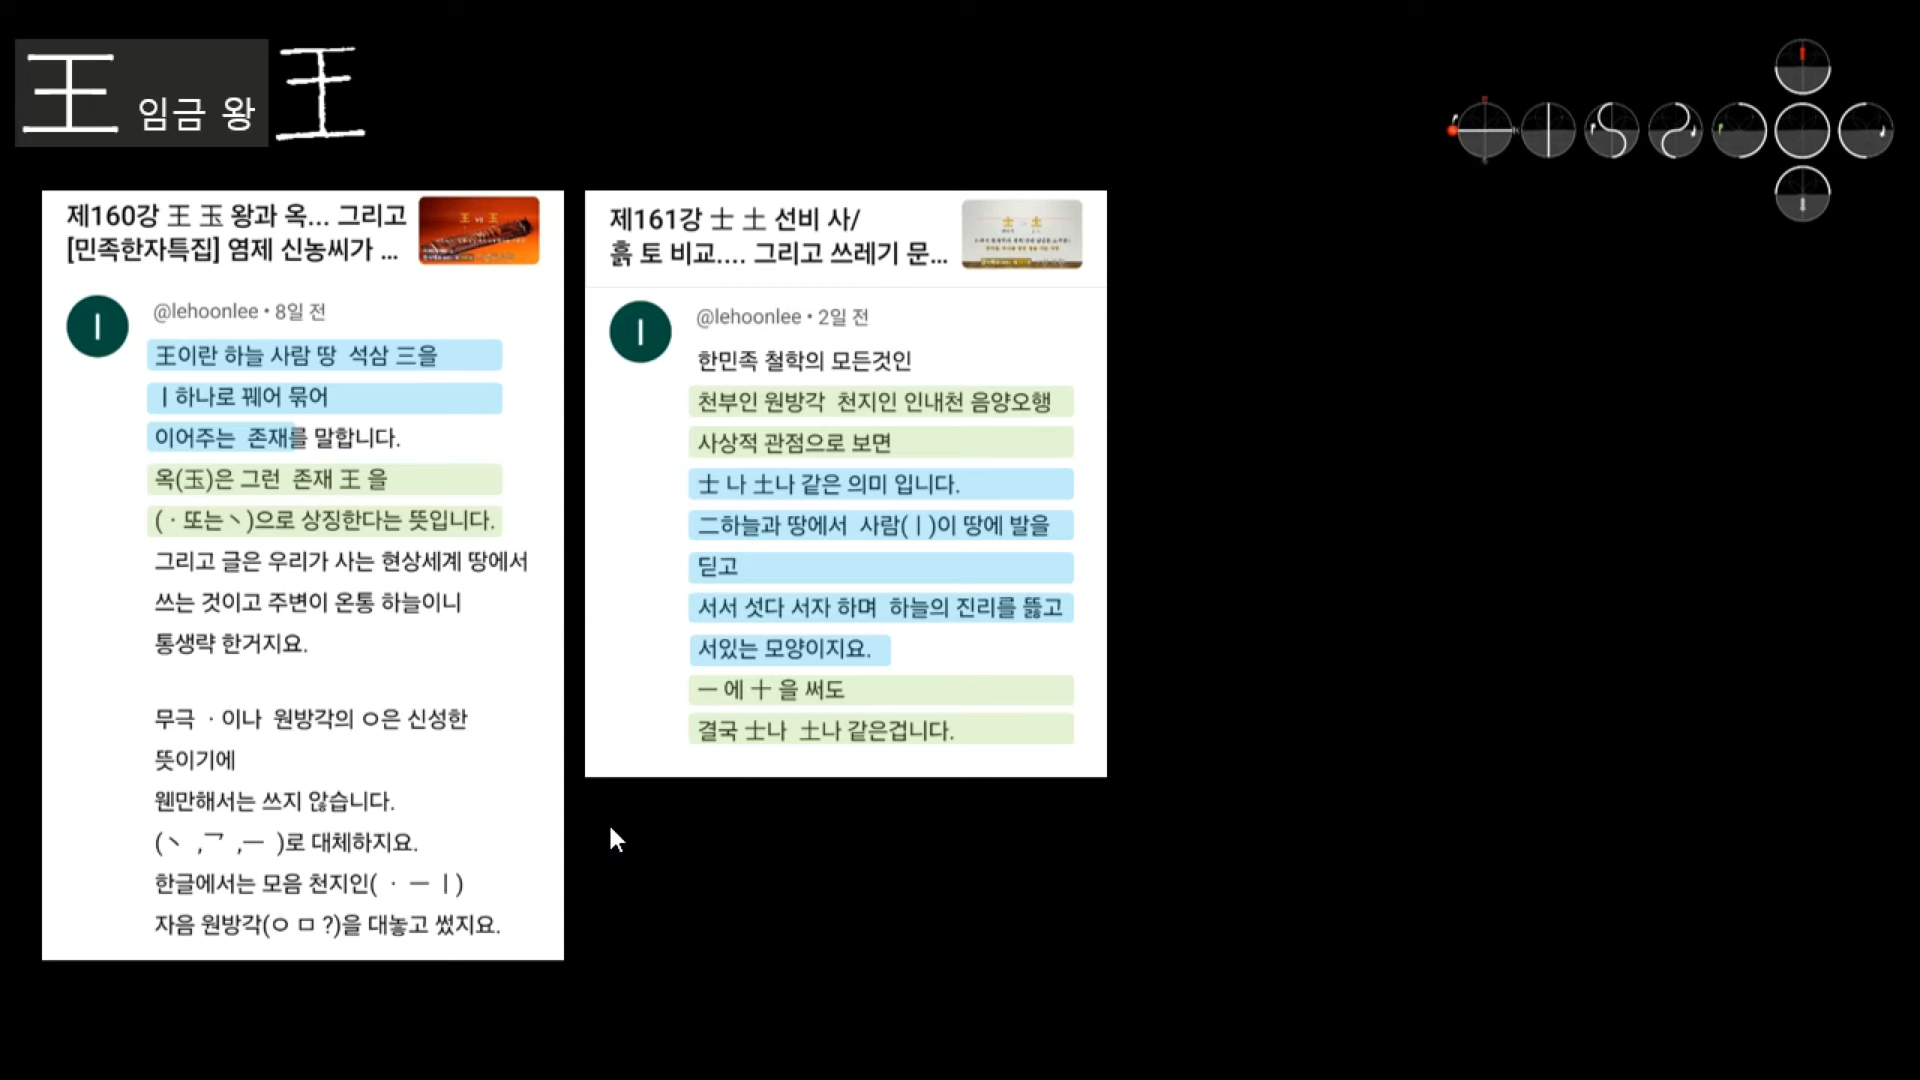 王 임금 왕 王
제160강 王 玉 왕과 옥... 그리고
[민족한자특집] 염제 신농씨가 ...
王 vs 玉
@lehoonlee • 8일 전
王이란 하늘 사람 땅  석삼 三을
ㅣ하나로 꿰어 묶어
이어주는  존재를 말합니다.
옥(玉)은 그런  존재 王 을
(ㆍ또는㇔)으로 상징한다는 뜻입니다.
그리고 글은 우리가 사는 현상세계 땅에서
쓰는 것이고 주변이 온통 하늘이니
통생략 한거지요.
무극 ㆍ이나  원방각의 ㅇ은 신성한
뜻이기에
웬만해서는 쓰지 않습니다.
(㇔ ,乛 ,一 )로 대체하지요.
한글에서는 모음 천지인( ㆍ ㅡ ㅣ)
자음 원방각(ㅇ ㅁ ?)을 대놓고 썼지요.
제161강 士 土 선비 사/
흙 토 비교.... 그리고 쓰레기 문...
士 土
@lehoonlee • 2일 전
한민족 철학의 모든것인
천부인 원방각  천지인 인내천 음양오행
사상적 관점으로 보면
士 나 土나 같은 의미 입니다.
二하늘과 땅에서  사람(ㅣ)이 땅에 발을
딛고
서서 섯다 서자 하며  하늘의 진리를 뚫고
서있는 모양이지요.
一 에 十 을 써도
결국 士나  土나 같은겁니다.